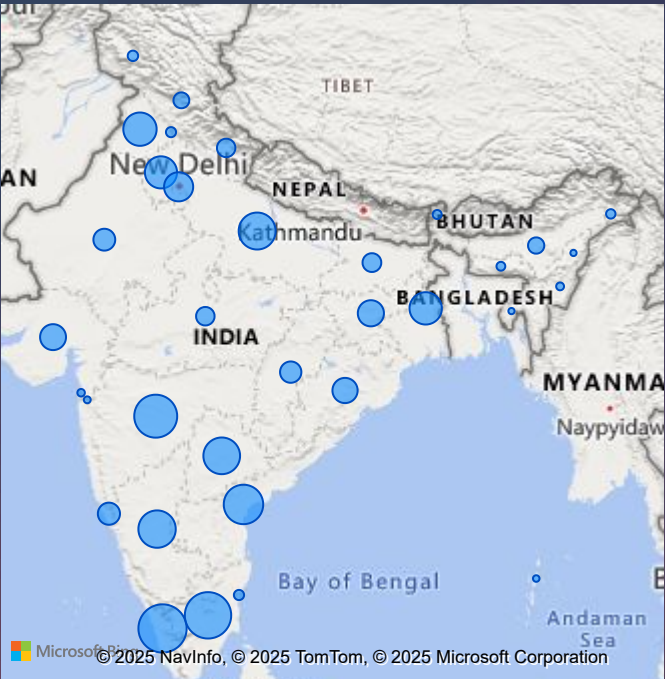 TIBET
New Delhi
AN
NEPAL
BHUTAN
Kathmandu
BANGLADESH
INDIA
MYANMA
Naypyidaw
Bay of Bengal
B
Andaman
Sea
Microsoft Bing
© 2025 NavInfo, © 2025 TomTom, © 2025 Microsoft Corporation